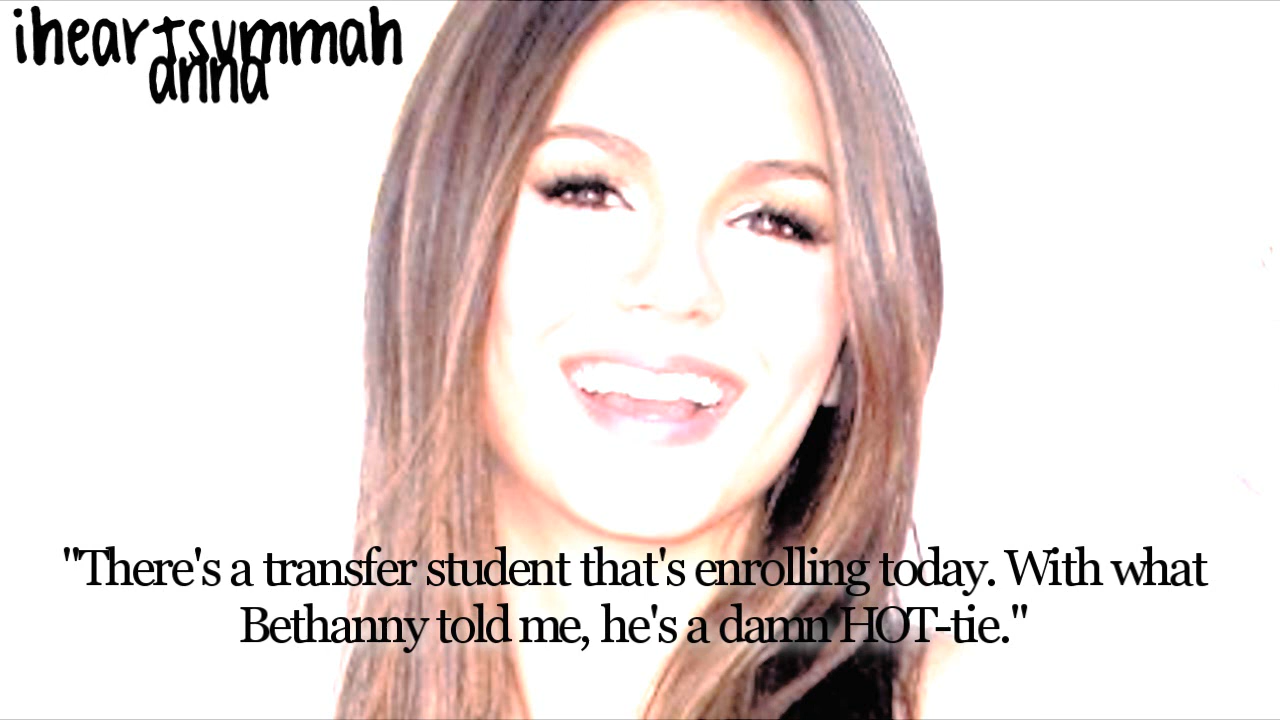 iheartsummah
anna
"There's a transfer student that's enrolling today. With what
Bethanny told me, he's a damn HOT-tie."